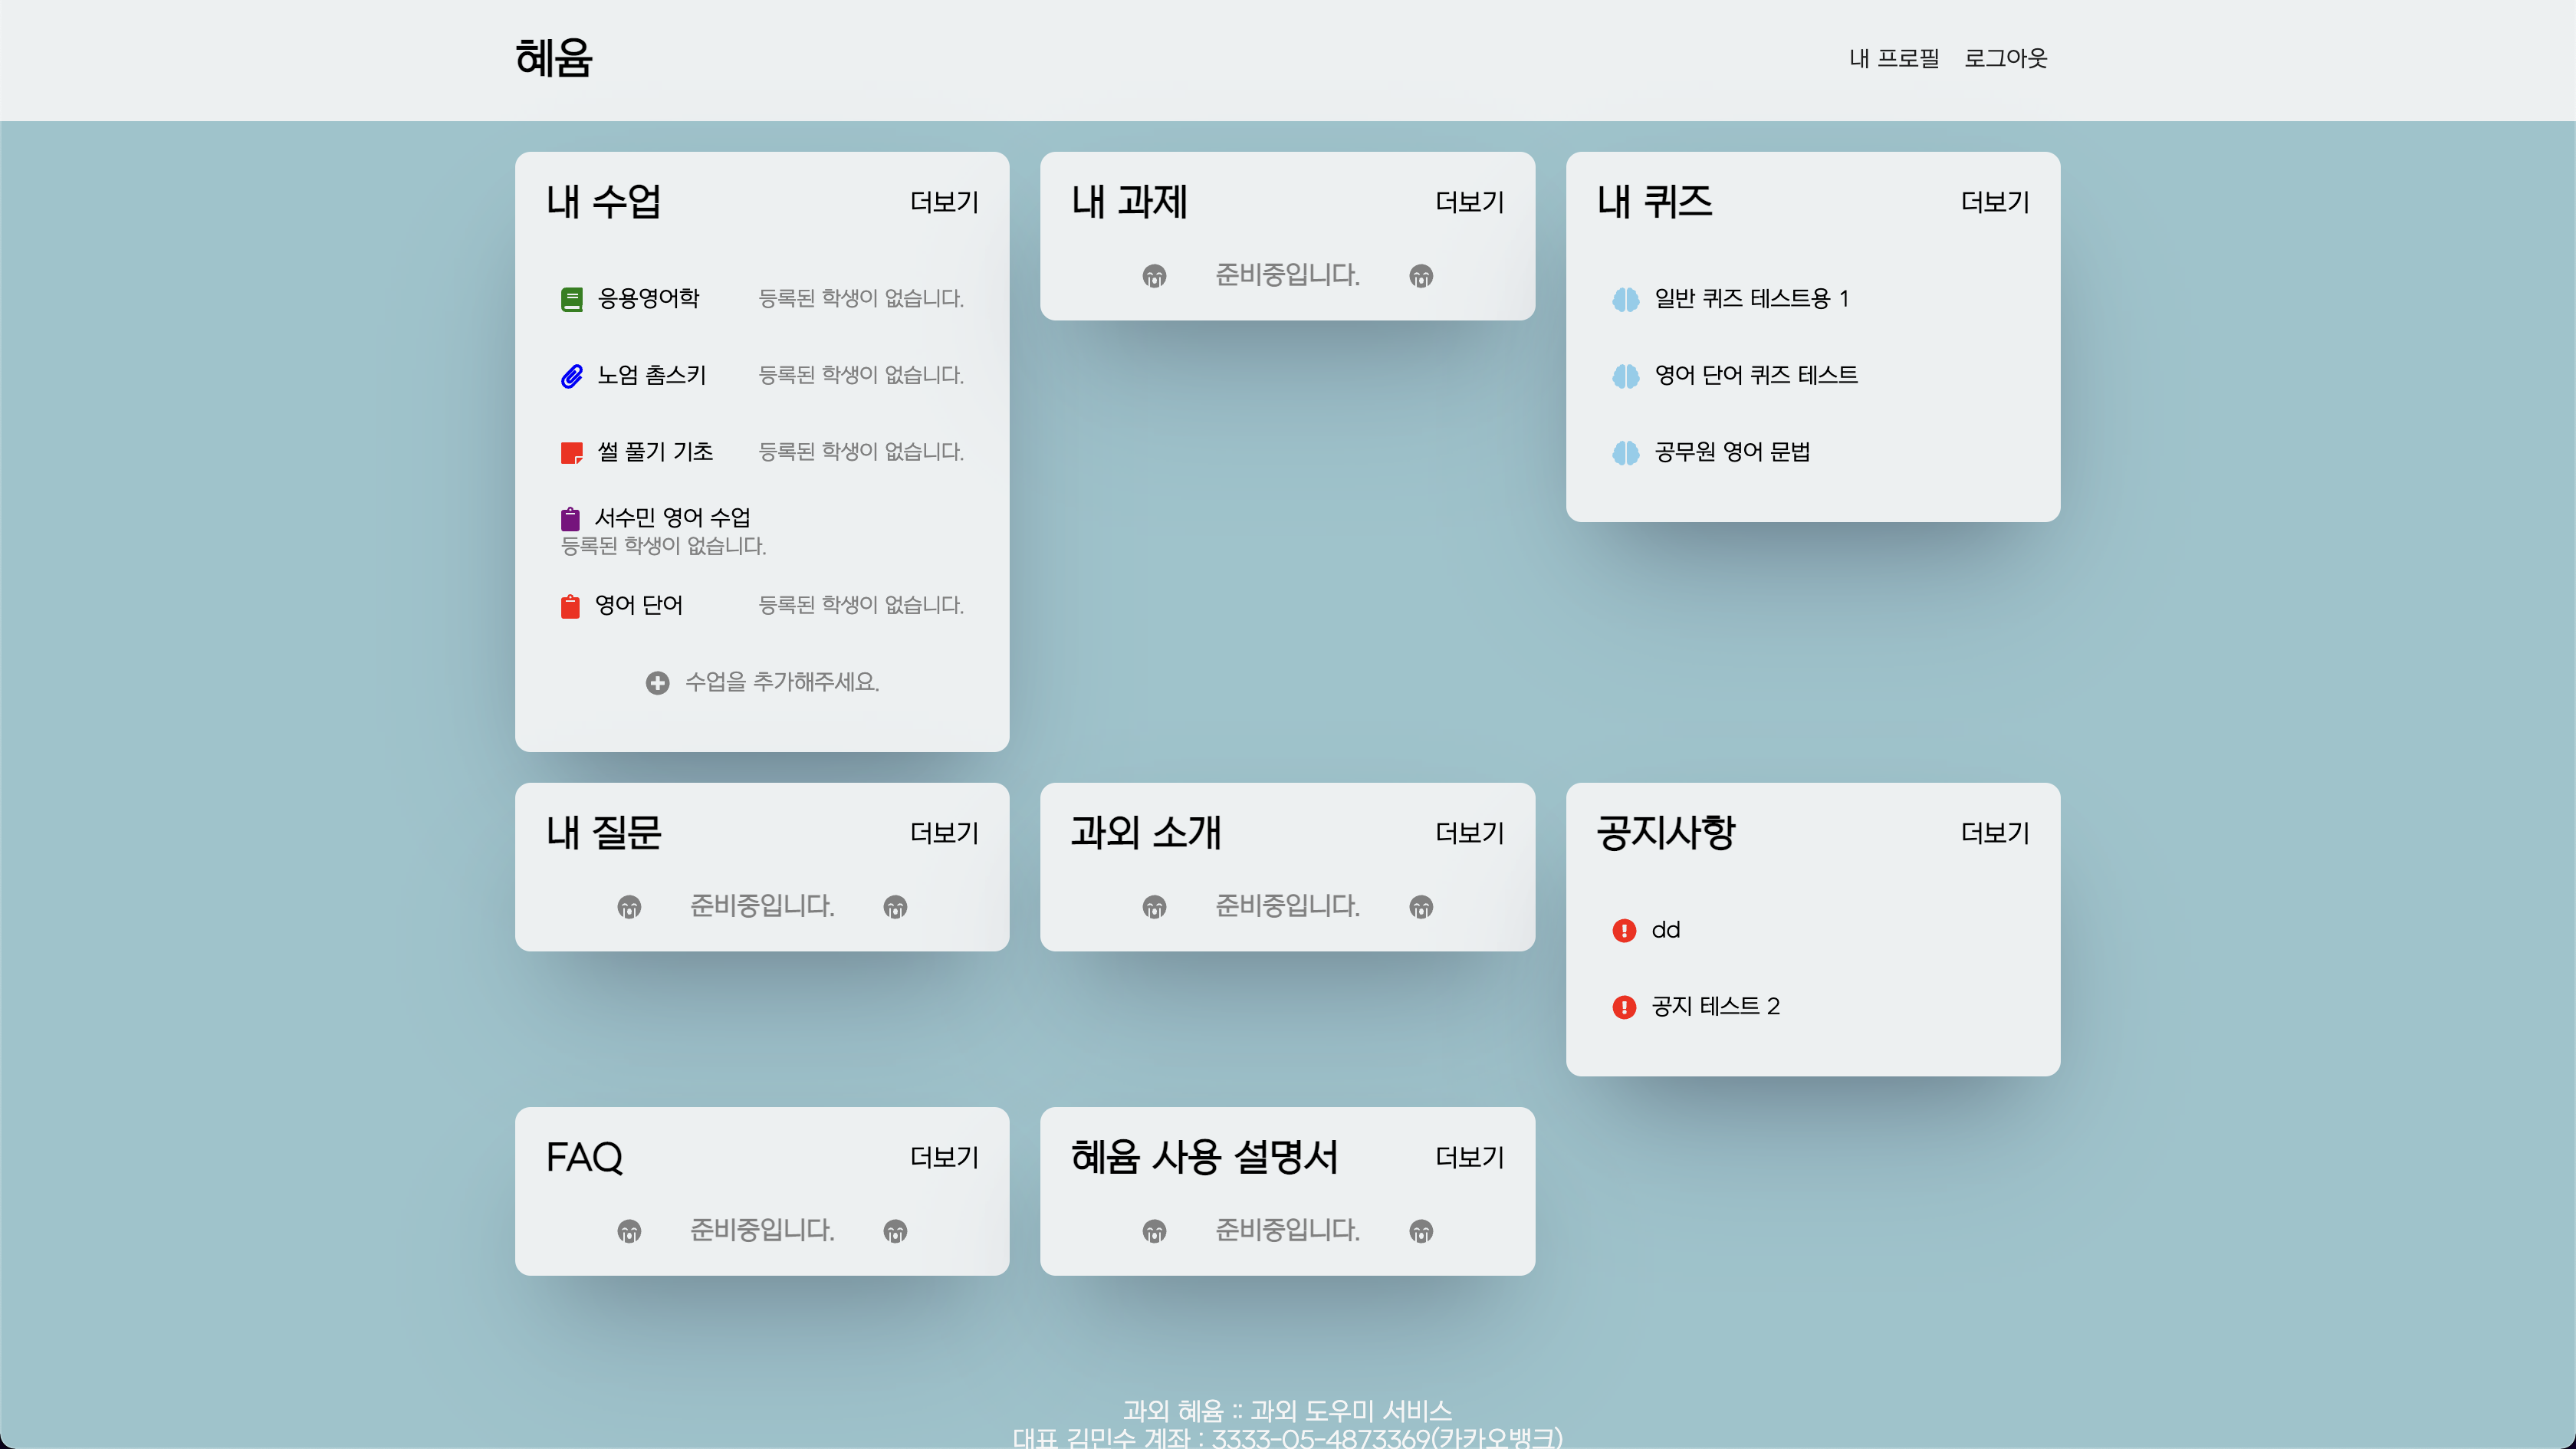 혜윰
내 프로필 로그아웃
내 수업 더보기
응용영어학 등록된 학생이 없습니다.
노엄 촘스키 등록된 학생이 없습니다.
썰 풀기 기초 등록된 학생이 없습니다.
서수민 영어 수업
등록된 학생이 없습니다.
영어 단어 등록된 학생이 없습니다.
수업을 추가해주세요.
내 과제 더보기
준비중입니다.
내 퀴즈 더보기
일반 퀴즈 테스트용 1
영어 단어 퀴즈 테스트
공무원 영어 문법
내 질문 더보기
준비중입니다.
과외 소개 더보기
준비중입니다.
공지사항 더보기
dd
공지 테스트 2
FAQ 더보기
준비중입니다.
혜윰 사용 설명서 더보기
준비중입니다.
과외 혜윰 :: 과외 도우미 서비스
대표 김민수 계좌 : 3333-05-4873369(카카오뱅크)